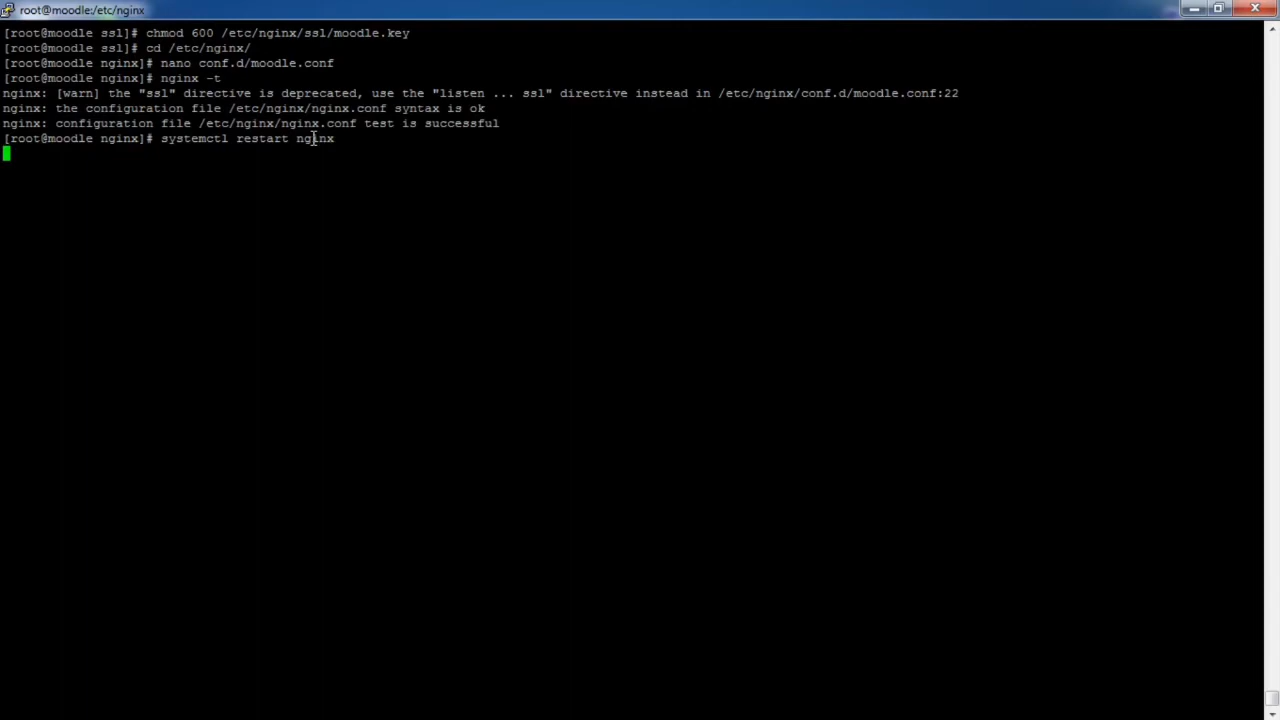 root@moodle:/etc/nginx
[root@moodle ssl]# chmod 600 /etc/nginx/ssl/moodle.key
[root@moodle ssl]# cd /etc/nginx/
[root@moodle nginx]# nano conf.d/moodle.conf
[root@moodle nginx]# nginx -t
nginx: [warn] the "ssl" directive is deprecated, use the "listen ... ssl" directive instead in /etc/nginx/conf.d/moodle.conf:22
nginx: the configuration file /etc/nginx/nginx.conf syntax is ok
nginx: configuration file /etc/nginx/nginx.conf test is successful
[root@moodle nginx]# systemctl restart nginx